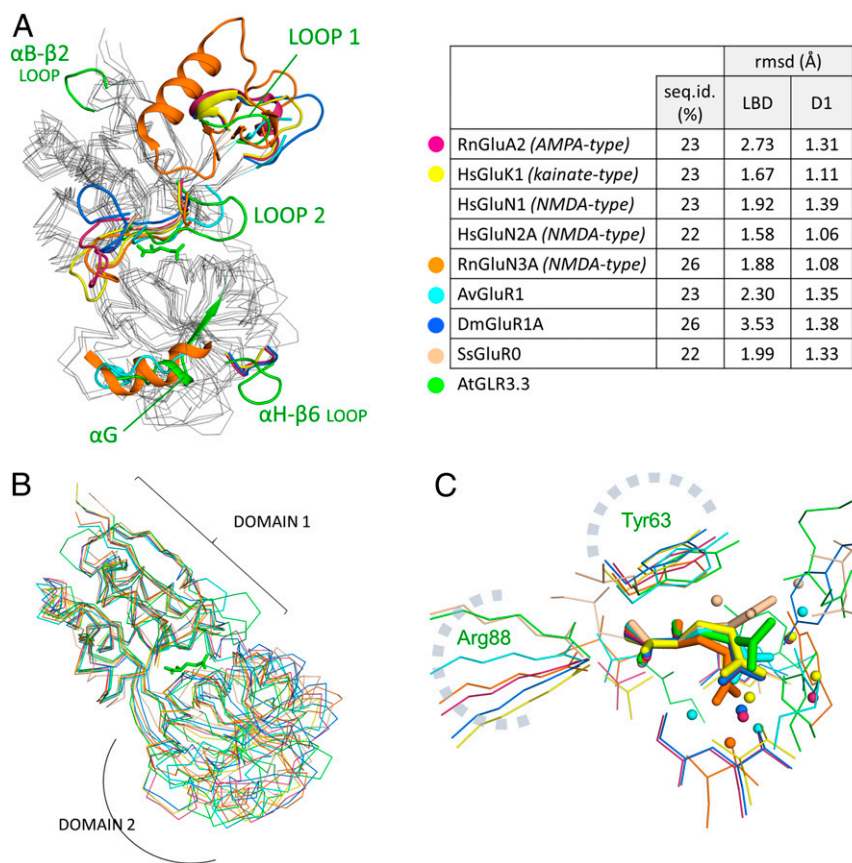 A
αB-β2
LOOP
LOOP 1
LOOP 2
αG
αH-β6 LOOP
rmsd (Å)
seq.id. (%) LBD D1
RnGluA2 (AMPA-type) 23 2.73 1.31
HsGluK1 (kainate-type) 23 1.67 1.11
HsGluN1 (NMDA-type) 23 1.92 1.39
HsGluN2A (NMDA-type) 22 1.58 1.06
RnGluN3A (NMDA-type) 26 1.88 1.08
AvGluR1 23 2.30 1.35
DmGluR1A 26 3.53 1.38
SsGluR0 22 1.99 1.33
AtGLR3.3
B
DOMAIN 1
DOMAIN 2
C
Tyr63
Arg88